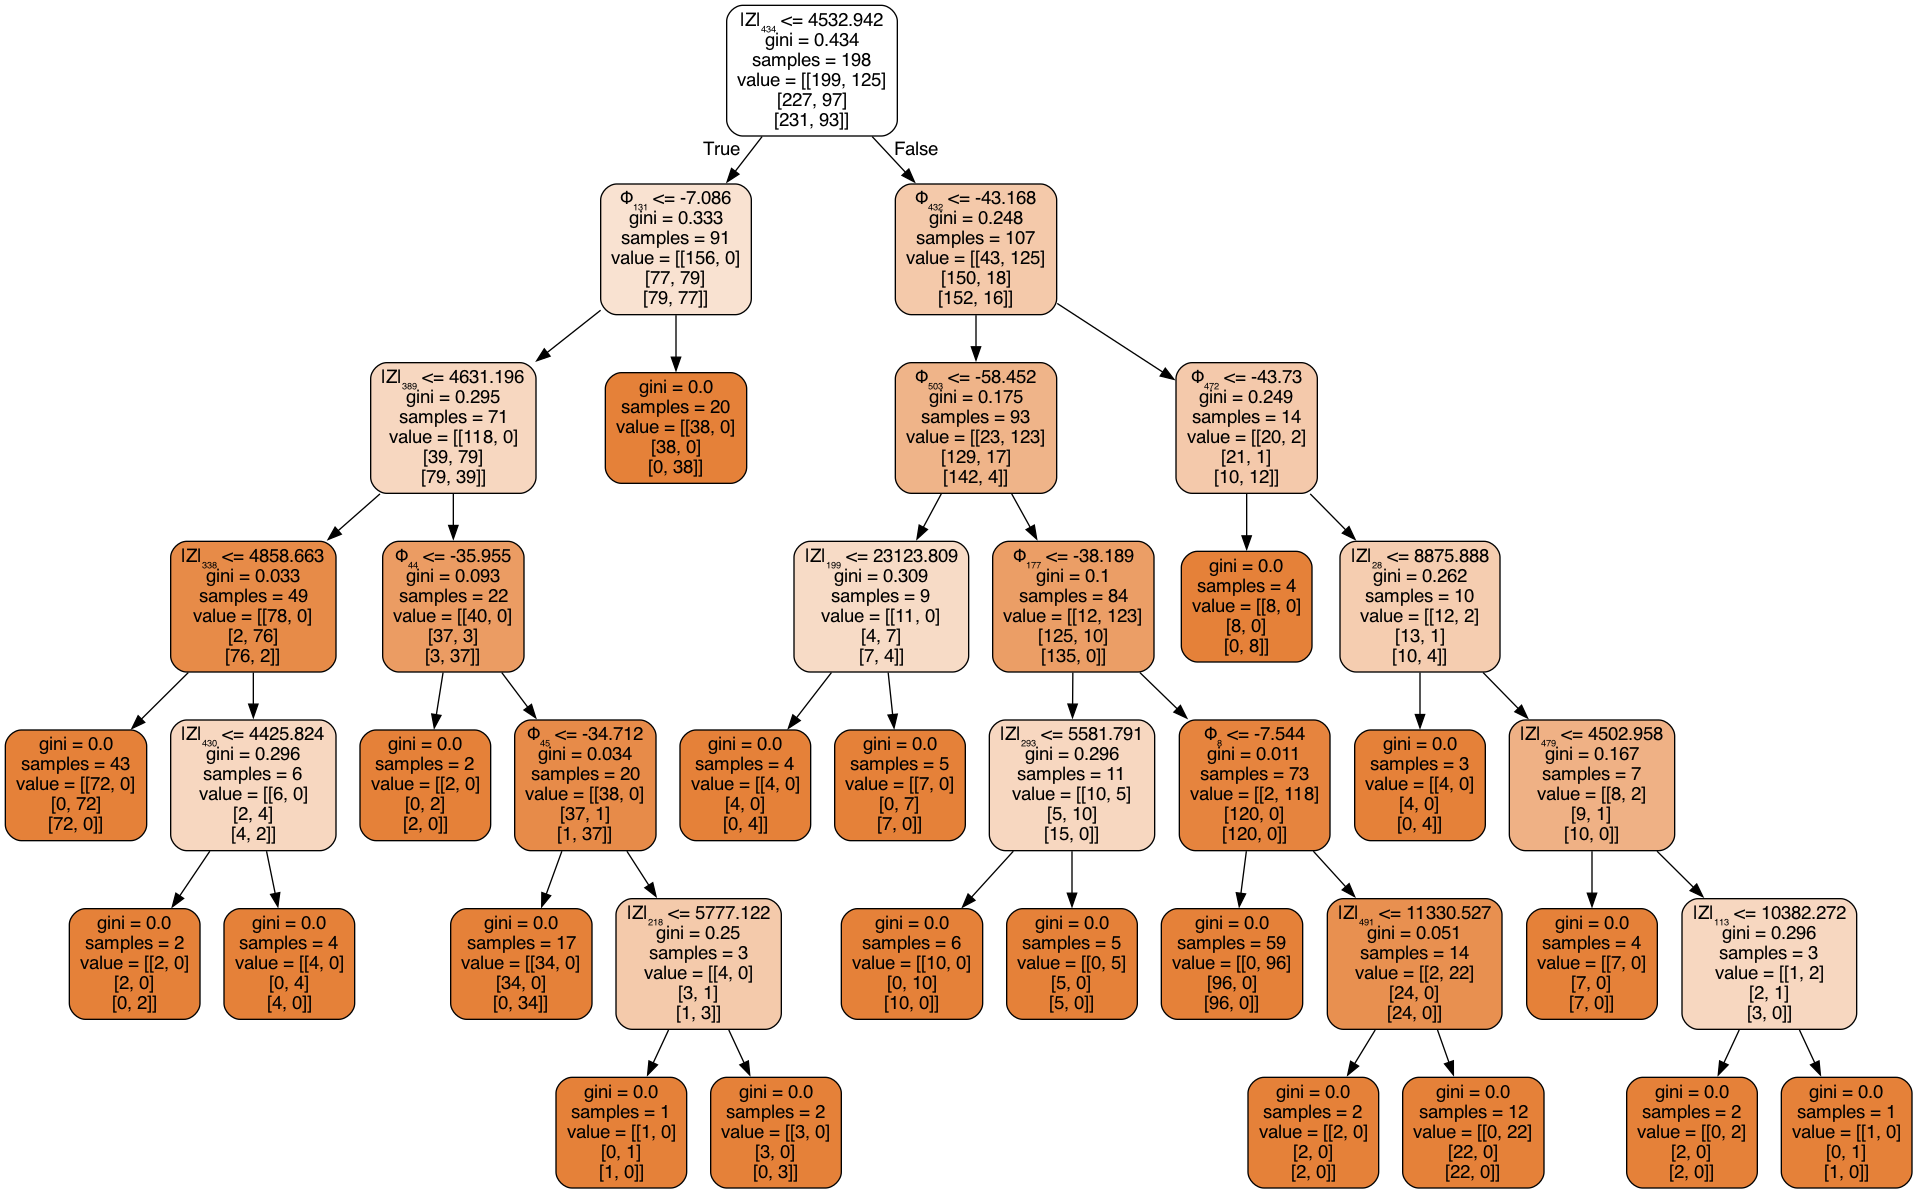 |Z|₄₃₄ <= 4532.942
gini = 0.434
samples = 198
value = [[199, 125]
[227, 97]
[231, 93]]
True
False
Φ₁₃₁ <= -7.086
gini = 0.333
samples = 91
value = [[156, 0]
[77, 79]
[79, 77]]
Φ₄₃₂ <= -43.168
gini = 0.248
samples = 107
value = [[43, 125]
[150, 18]
[152, 16]]
|Z|₃₈₉ <= 4631.196
gini = 0.295
samples = 71
value = [[118, 0]
[39, 79]
[79, 39]]
gini = 0.0
samples = 20
value = [[38, 0]
[38, 0]
[0, 38]]
Φ₅₀₃ <= -58.452
gini = 0.175
samples = 93
value = [[23, 123]
[129, 17]
[142, 4]]
Φ₄₇₂ <= -43.73
gini = 0.249
samples = 14
value = [[20, 2]
[21, 1]
[10, 12]]
|Z|₃₃₈ <= 4858.663
gini = 0.033
samples = 49
value = [[78, 0]
[2, 76]
[76, 2]]
Φ₄₄ <= -35.955
gini = 0.093
samples = 22
value = [[40, 0]
[37, 3]
[3, 37]]
|Z|₁₉₉ <= 23123.809
gini = 0.309
samples = 9
value = [[11, 0]
[4, 7]
[7, 4]]
Φ₁₇₇ <= -38.189
gini = 0.1
samples = 84
value = [[12, 123]
[125, 10]
[135, 0]]
gini = 0.0
samples = 4
value = [[8, 0]
[8, 0]
[0, 8]]
|Z|₂₈ <= 8875.888
gini = 0.262
samples = 10
value = [[12, 2]
[13, 1]
[10, 4]]
gini = 0.0
samples = 43
value = [[72, 0]
[0, 72]
[72, 0]]
|Z|₄₃₀ <= 4425.824
gini = 0.296
samples = 6
value = [[6, 0]
[2, 4]
[4, 2]]
gini = 0.0
samples = 2
value = [[2, 0]
[0, 2]
[2, 0]]
Φ₄₅ <= -34.712
gini = 0.034
samples = 20
value = [[38, 0]
[37, 1]
[1, 37]]
gini = 0.0
samples = 4
value = [[4, 0]
[4, 0]
[0, 4]]
gini = 0.0
samples = 5
value = [[7, 0]
[0, 7]
[7, 0]]
|Z|₂₉₃ <= 5581.791
gini = 0.296
samples = 11
value = [[10, 5]
[5, 10]
[15, 0]]
Φ₈ <= -7.544
gini = 0.011
samples = 73
value = [[2, 118]
[120, 0]
[120, 0]]
gini = 0.0
samples = 3
value = [[4, 0]
[4, 0]
[0, 4]]
|Z|₄₇₉ <= 4502.958
gini = 0.167
samples = 7
value = [[8, 2]
[9, 1]
[10, 0]]
gini = 0.0
samples = 2
value = [[2, 0]
[2, 0]
[0, 2]]
gini = 0.0
samples = 4
value = [[4, 0]
[0, 4]
[4, 0]]
gini = 0.0
samples = 17
value = [[34, 0]
[34, 0]
[0, 34]]
|Z|₂₁₈ <= 5777.122
gini = 0.25
samples = 3
value = [[4, 0]
[3, 1]
[1, 3]]
gini = 0.0
samples = 6
value = [[10, 0]
[0, 10]
[10, 0]]
gini = 0.0
samples = 5
value = [[0, 5]
[5, 0]
[5, 0]]
gini = 0.0
samples = 59
value = [[0, 96]
[96, 0]
[96, 0]]
|Z|₄₉₁ <= 11330.527
gini = 0.051
samples = 14
value = [[2, 22]
[24, 0]
[24, 0]]
gini = 0.0
samples = 4
value = [[7, 0]
[7, 0]
[7, 0]]
|Z|₁₁₃ <= 10382.272
gini = 0.296
samples = 3
value = [[1, 2]
[2, 1]
[3, 0]]
gini = 0.0
samples = 1
value = [[1, 0]
[0, 1]
[1, 0]]
gini = 0.0
samples = 2
value = [[3, 0]
[3, 0]
[0, 3]]
gini = 0.0
samples = 2
value = [[2, 0]
[2, 0]
[2, 0]]
gini = 0.0
samples = 12
value = [[0, 22]
[22, 0]
[22, 0]]
gini = 0.0
samples = 2
value = [[0, 2]
[2, 0]
[2, 0]]
gini = 0.0
samples = 1
value = [[1, 0]
[0, 1]
[1, 0]]